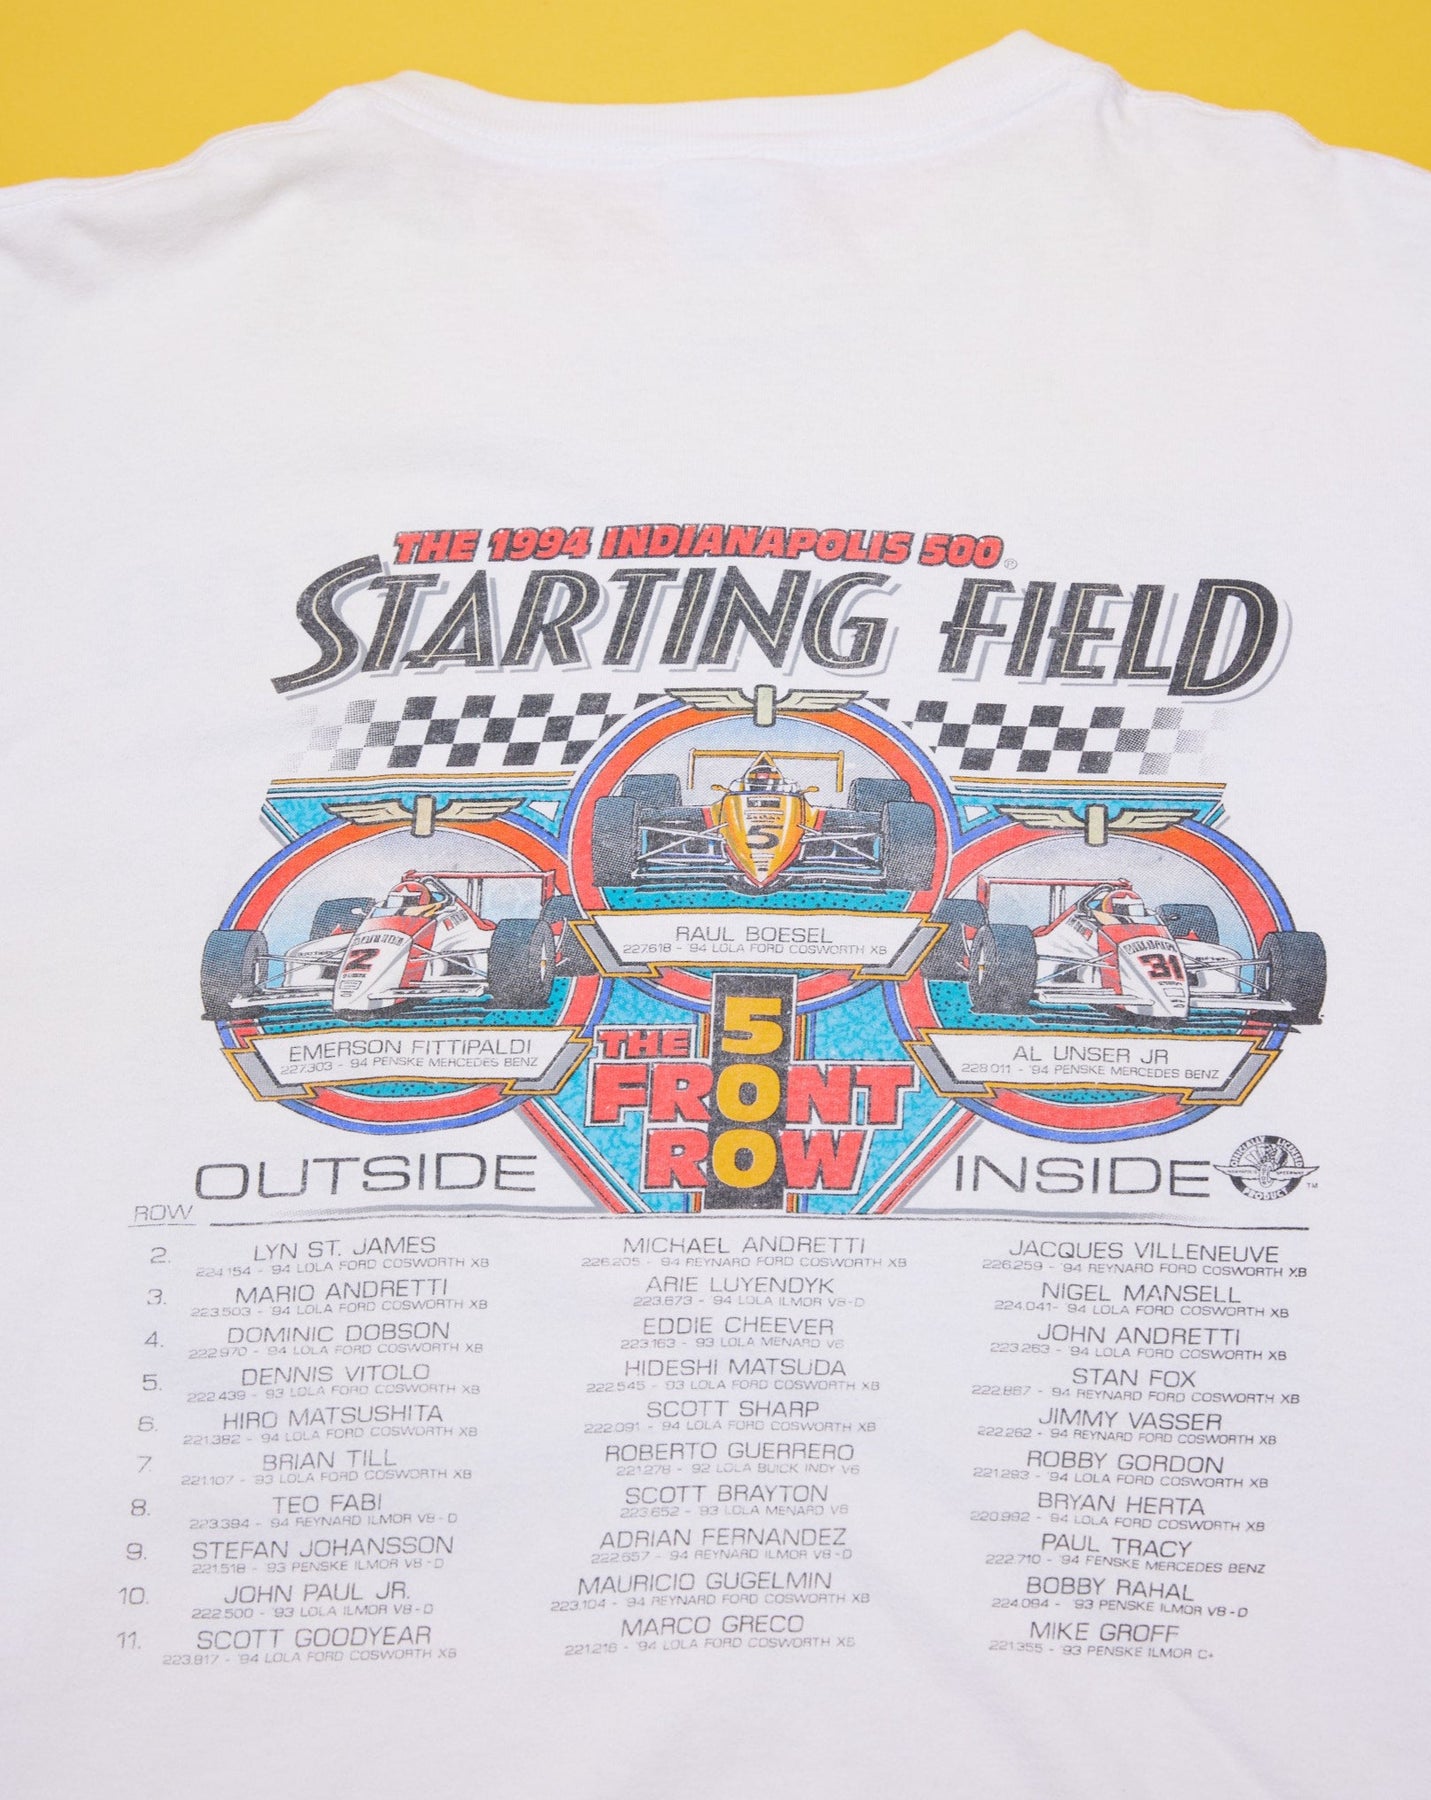 THE 1994 INDIANAPOLIS 500®
STARTING FIELD
5
RAUL BOESEL
227.618 - '94 LOLA FORD COSWORTH XB
2
EMERSON FITTIPALDI
227.303 - '94 PENSKE MERCEDES BENZ
31
AL UNSER JR
228.011 - '94 PENSKE MERCEDES BENZ
THE
FRONT
ROW
500
OUTSIDE
INSIDE
OFFICIALLY LICENSED
PRODUCT
TM
ROW
2. LYN ST. JAMES MICHAEL ANDRETTI JACQUES VILLENEUVE
224.154 - '94 LOLA FORD COSWORTH XB 226.205 - '94 REYNARD FORD COSWORTH XB 226.259 - '94 REYNARD FORD COSWORTH XB
3. MARIO ANDRETTI ARIE LUYENDYK NIGEL MANSELL
223.503 - '94 LOLA FORD COSWORTH XB 223.673 - '94 LOLA ILMOR V8-D 224.041- '94 LOLA FORD COSWORTH XB
4. DOMINIC DOBSON EDDIE CHEEVER JOHN ANDRETTI
222.970 - '94 LOLA FORD COSWORTH XB 223.163 - '93 LOLA MENARD V6 223.263 - '94 LOLA FORD COSWORTH XB
5. DENNIS VITOLO HIDESHI MATSUDA STAN FOX
222.439 - '93 LOLA FORD COSWORTH XB 222.545 - '93 LOLA FORD COSWORTH XB 222.867 - '94 REYNARD FORD COSWORTH XB
6. HIRO MATSUSHITA SCOTT SHARP JIMMY VASSER
221.382 - '94 LOLA FORD COSWORTH XB 222.091 - '94 LOLA FORD COSWORTH XB 222.262 - '94 REYNARD FORD COSWORTH XB
7. BRIAN TILL ROBERTO GUERRERO ROBBY GORDON
221.107 - '93 LOLA FORD COSWORTH XB 221.278 - '92 LOLA BUICK INDY V6 221.293 - '94 LOLA FORD COSWORTH XB
8. TEO FABI SCOTT BRAYTON BRYAN HERTA
223.394 - '94 REYNARD ILMOR V8 - D 223.652 - '93 LOLA MENARD V6 220.992 - '94 LOLA FORD COSWORTH XB
9. STEFAN JOHANSSON ADRIAN FERNANDEZ PAUL TRACY
221.518 - '93 PENSKE ILMOR V8 - D 222.657 - '94 REYNARD ILMOR V8 - D 222.710 - '94 PENSKE MERCEDES BENZ
10. JOHN PAUL JR. MAURICIO GUGELMIN BOBBY RAHAL
222.500 - '93 LOLA ILMOR V8 - D 223.104 - '94 REYNARD FORD COSWORTH XB 224.094 - '93 PENSKE ILMOR V8 - D
11. SCOTT GOODYEAR MARCO GRECO MIKE GROFF
223.817 - '94 LOLA FORD COSWORTH XB 221.216 - '94 LOLA FORD COSWORTH XB 221.355 - '93 PENSKE ILMOR C+